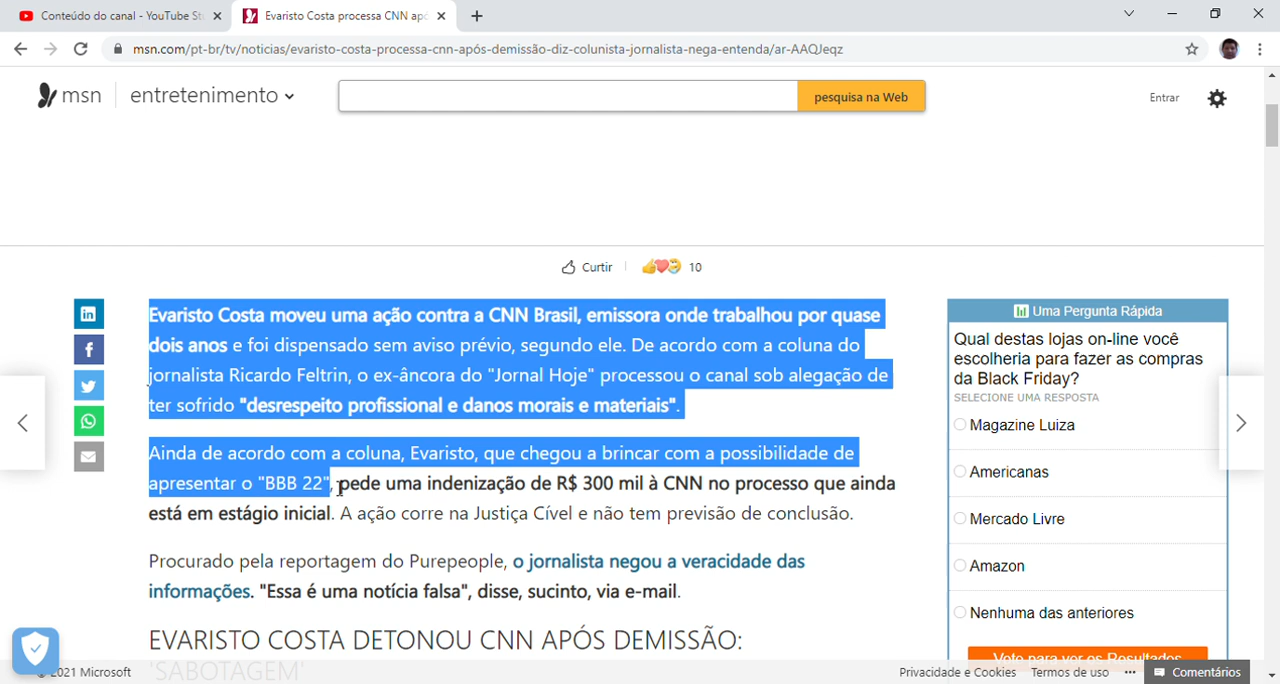 Conteúdo do canal - YouTube St
Evaristo Costa processa CNN apó
msn.com/pt-br/tv/noticias/evaristo-costa-processa-cnn-após-demissão-diz-colunista-jornalista-nega-entenda/ar-AAQJeqz
msn
entretenimento
pesquisa na Web
Entrar
Curtir
10
Evaristo Costa moveu uma ação contra a CNN Brasil, emissora onde trabalhou por quase
dois anos e foi dispensado sem aviso prévio, segundo ele. De acordo com a coluna do
jornalista Ricardo Feltrin, o ex-âncora do "Jornal Hoje" processou o canal sob alegação de
ter sofrido "desrespeito profissional e danos morais e materiais".
Ainda de acordo com a coluna, Evaristo, que chegou a brincar com a possibilidade de
apresentar o "BBB 22", pede uma indenização de R$ 300 mil à CNN no processo que ainda
está em estágio inicial. A ação corre na Justiça Cível e não tem previsão de conclusão.
Procurado pela reportagem do Purepeople, o jornalista negou a veracidade das
informações. "Essa é uma notícia falsa", disse, sucinto, via e-mail.
EVARISTO COSTA DETONOU CNN APÓS DEMISSÃO:
'SABOTAGEM'
Uma Pergunta Rápida
Qual destas lojas on-line você
escolheria para fazer as compras
da Black Friday?
SELECIONE UMA RESPOSTA
Magazine Luiza
Americanas
Mercado Livre
Amazon
Nenhuma das anteriores
Vote para ver os Resultados
© 2021 Microsoft
Privacidade e Cookies
Termos de uso
Comentários